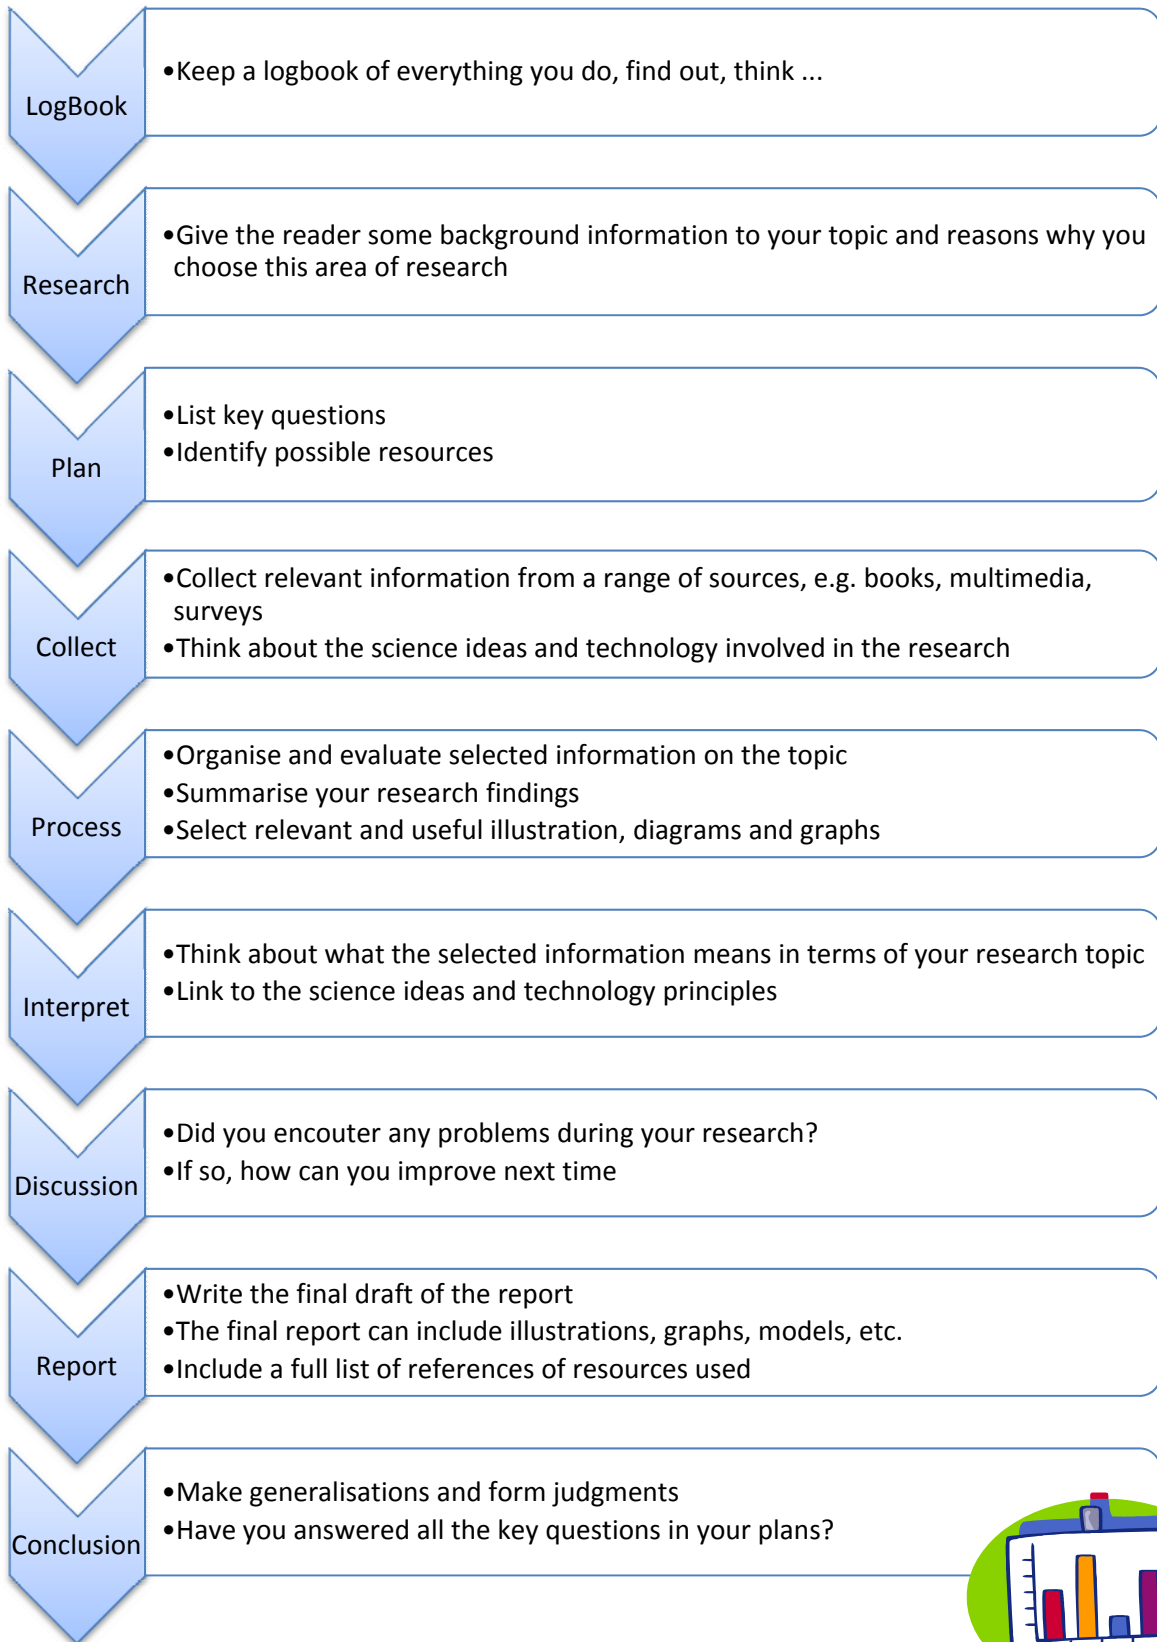 LogBook
•Keep a logbook of everything you do, find out, think ...
Research
•Give the reader some background information to your topic and reasons why you
choose this area of research
Plan
•List key questions
•Identify possible resources
Collect
•Collect relevant information from a range of sources, e.g. books, multimedia,
surveys
•Think about the science ideas and technology involved in the research
Process
•Organise and evaluate selected information on the topic
•Summarise your research findings
•Select relevant and useful illustration, diagrams and graphs
Interpret
•Think about what the selected information means in terms of your research topic
•Link to the science ideas and technology principles
Discussion
•Did you encouter any problems during your research?
•If so, how can you improve next time
Report
•Write the final draft of the report
•The final report can include illustrations, graphs, models, etc.
•Include a full list of references of resources used
Conclusion
•Make generalisations and form judgments
•Have you answered all the key questions in your plans?